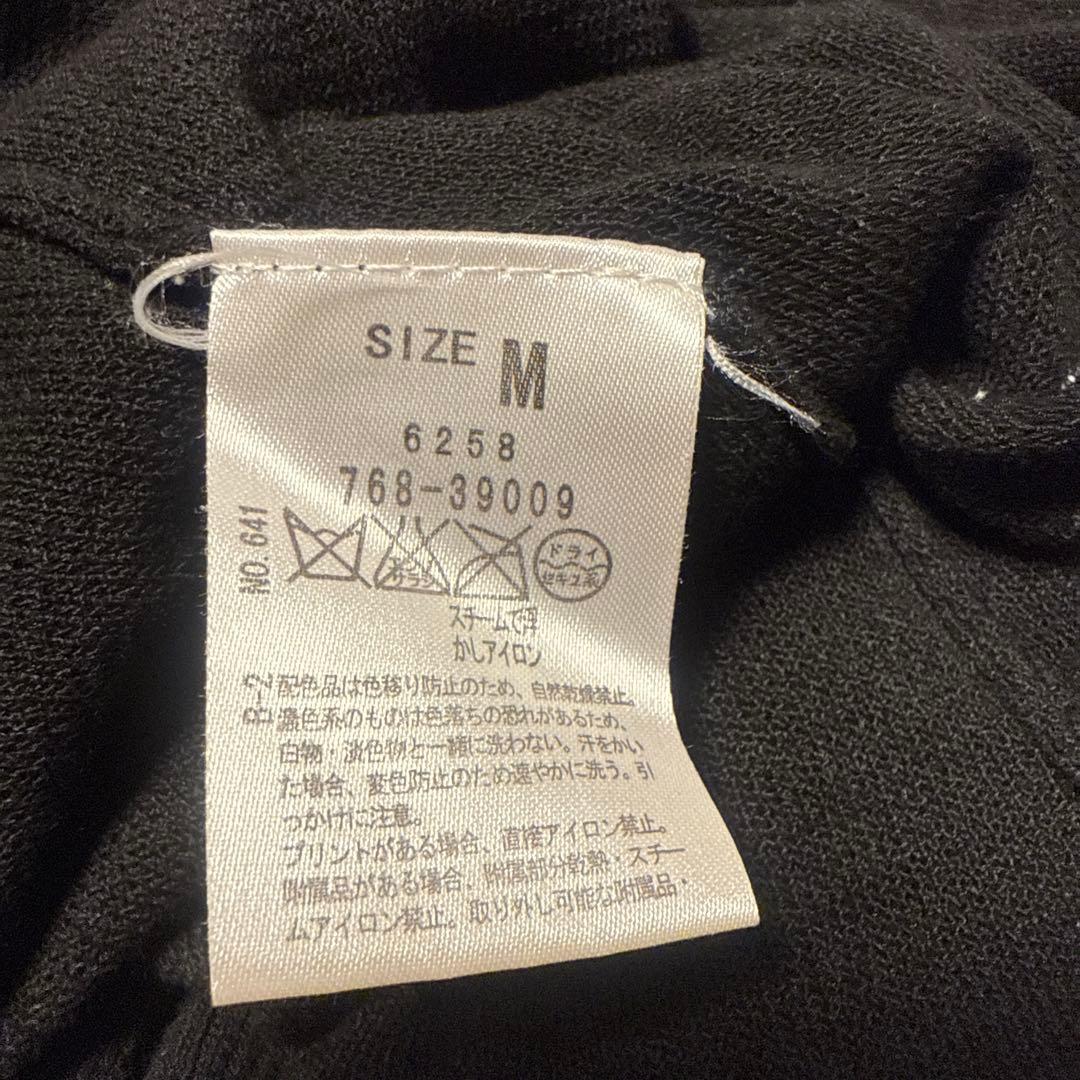 SIZE M
6258
768-39009
NO.641
サラシ
ドライ
セキユ系
スチームで浮
かしアイロン
B-2
配色品は色移り防止のため、自然乾燥禁止。
濃色系のものは色落ちの恐れがあるため、
白物・淡色物と一緒に洗わない。汗をかい
た場合、変色防止のため速やかに洗う。引
っかけに注意。
プリントがある場合、直接アイロン禁止。
附属品がある場合、附属部分乾熱・スチー
ムアイロン禁止。取り外し可能な附属品・